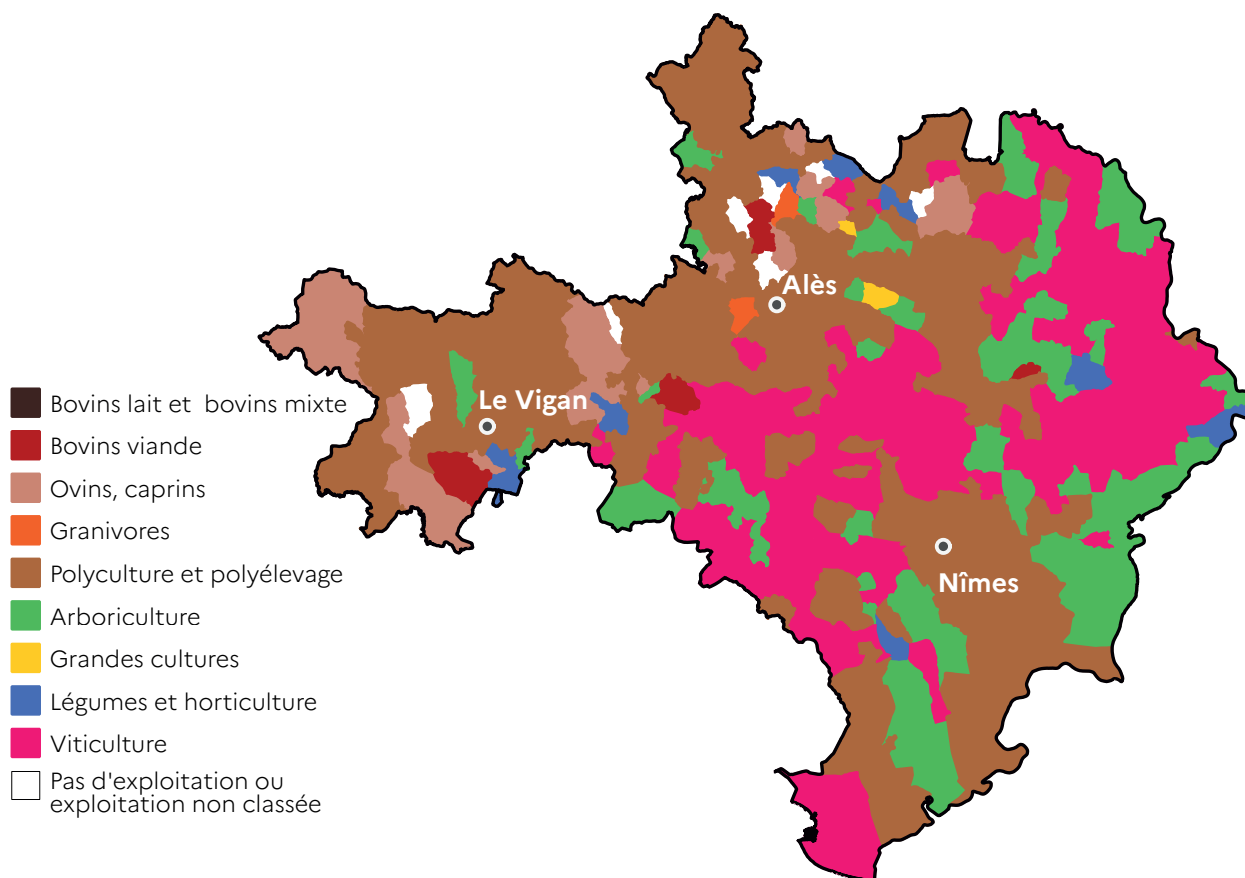 Alès
Le Vigan
Nîmes
Bovins lait et bovins mixte
Bovins viande
Ovins, caprins
Granivores
Polyculture et polyélevage
Arboriculture
Grandes cultures
Légumes et horticulture
Viticulture
Pas d'exploitation ou
exploitation non classée